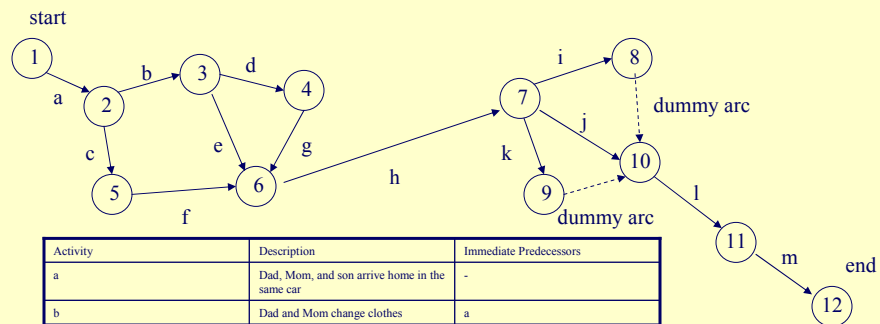 start
1
a
2
b
3
d
4
c
e
g
5
f
6
h
7
i
8
dummy arc
j
k
10
9
dummy arc
l
11
m
end
12
Activity Description Immediate Predecessors
a Dad, Mom, and son arrive home in the same car -
b Dad and Mom change clothes a